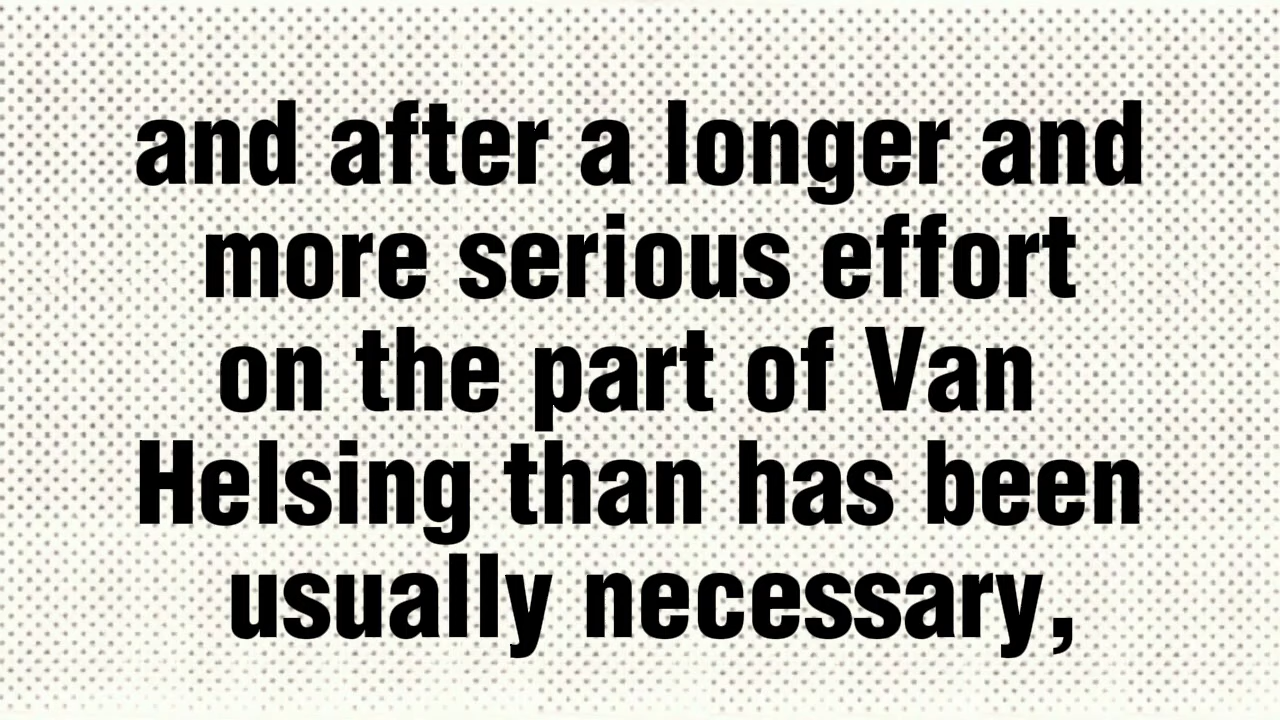 and after a longer and
more serious effort
on the part of Van
Helsing than has been
usually necessary,